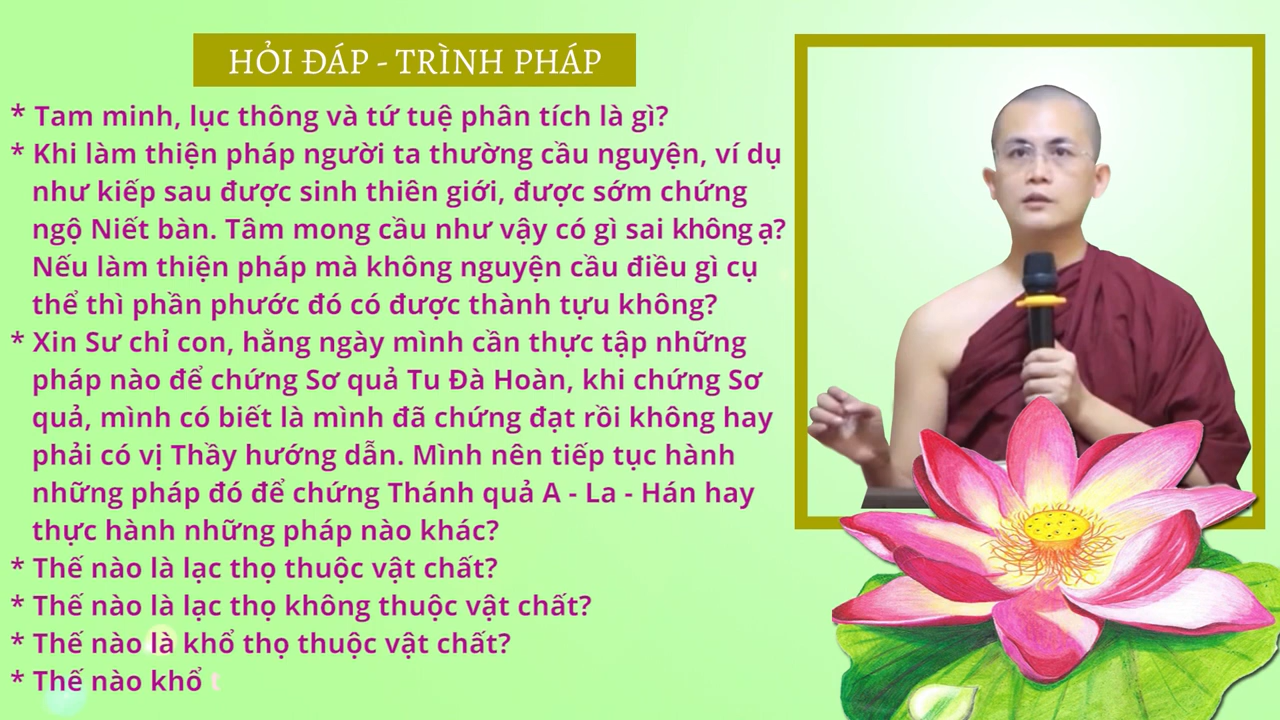 HỎI ĐÁP - TRÌNH PHÁP
* Tam minh, lục thông và tứ tuệ phân tích là gì?
* Khi làm thiện pháp người ta thường cầu nguyện, ví dụ
như kiếp sau được sinh thiên giới, được sớm chứng
ngộ Niết bàn. Tâm mong cầu như vậy có gì sai không ạ?
Nếu làm thiện pháp mà không nguyện cầu điều gì cụ
thể thì phần phước đó có được thành tựu không?
* Xin Sư chỉ con, hằng ngày mình cần thực tập những
pháp nào để chứng Sơ quả Tu Đà Hoàn, khi chứng Sơ
quả, mình có biết là mình đã chứng đạt rồi không hay
phải có vị Thầy hướng dẫn. Mình nên tiếp tục hành
những pháp đó để chứng Thánh quả A - La - Hán hay
thực hành những pháp nào khác?
* Thế nào là lạc thọ thuộc vật chất?
* Thế nào là lạc thọ không thuộc vật chất?
* Thế nào là khổ thọ thuộc vật chất?
* Thế nào khổ t